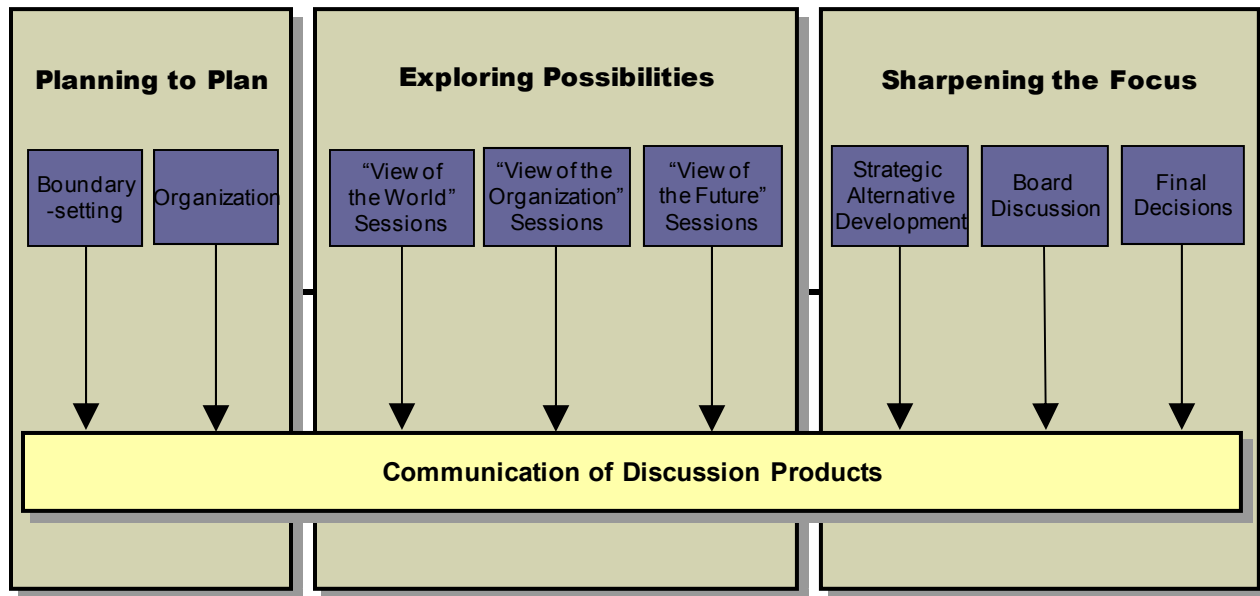 Planning to Plan
Boundary
-setting
Organization
Exploring Possibilities
“View of
the World”
Sessions
“View of the
Organization”
Sessions
“View of
the Future”
Sessions
Sharpening the Focus
Strategic
Alternative
Development
Board
Discussion
Final
Decisions
Communication of Discussion Products